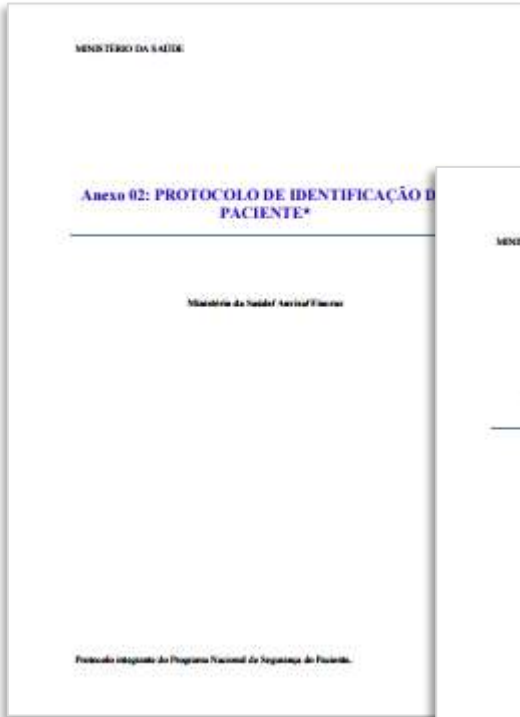 MINISTÉRIO DA SAÚDE
Anexo 02: PROTOCOLO DE IDENTIFICAÇÃO D
PACIENTE*
Ministério da Saúde/ Anvisa/ Fiocruz
Protocolo integrante do Programa Nacional de Segurança do Paciente.
MINIS